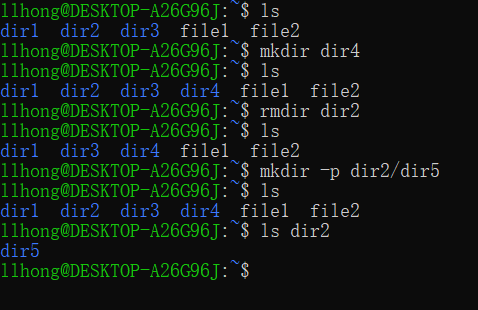 llhong@DESKTOP-A26G96J:~$ ls
dir1 dir2 dir3 file1 file2
llhong@DESKTOP-A26G96J:~$ mkdir dir4
llhong@DESKTOP-A26G96J:~$ ls
dir1 dir2 dir3 dir4 file1 file2
llhong@DESKTOP-A26G96J:~$ rmdir dir2
llhong@DESKTOP-A26G96J:~$ ls
dir1 dir3 dir4 file1 file2
llhong@DESKTOP-A26G96J:~$ mkdir -p dir2/dir5
llhong@DESKTOP-A26G96J:~$ ls
dir1 dir2 dir3 dir4 file1 file2
llhong@DESKTOP-A26G96J:~$ ls dir2
dir5
llhong@DESKTOP-A26G96J:~$